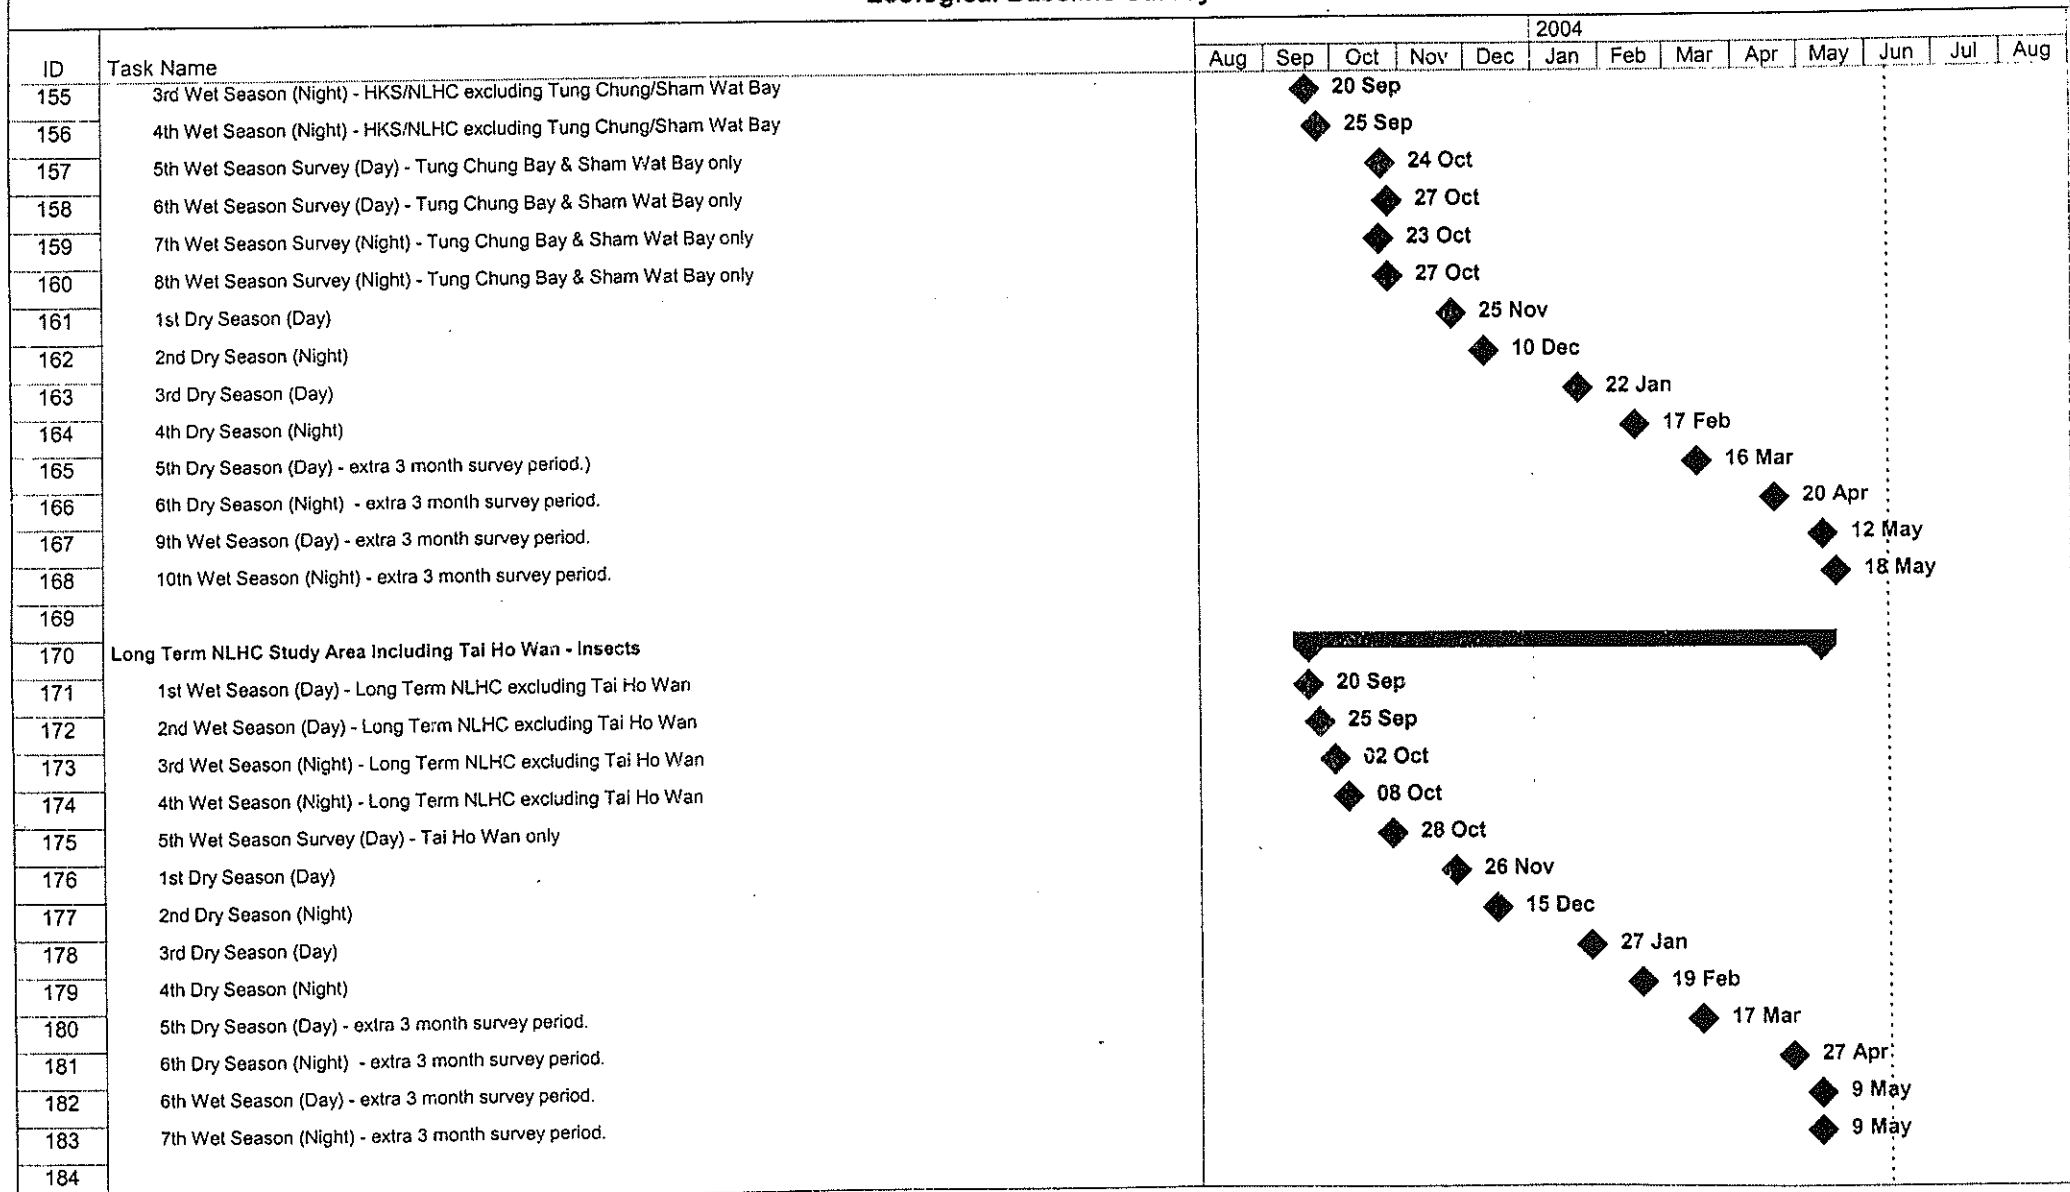 2004
Aug Sep Oct Nov Dec Jan Feb Mar Apr May Jun Jul Aug
ID Task Name
155 3rd Wet Season (Night) - HKS/NLHC excluding Tung Chung/Sham Wat Bay 20 Sep
156 4th Wet Season (Night) - HKS/NLHC excluding Tung Chung/Sham Wat Bay 25 Sep
157 5th Wet Season Survey (Day) - Tung Chung Bay & Sham Wat Bay only 24 Oct
158 6th Wet Season Survey (Day) - Tung Chung Bay & Sham Wat Bay only 27 Oct
159 7th Wet Season Survey (Night) - Tung Chung Bay & Sham Wat Bay only 23 Oct
160 8th Wet Season Survey (Night) - Tung Chung Bay & Sham Wat Bay only 27 Oct
161 1st Dry Season (Day) 25 Nov
162 2nd Dry Season (Night) 10 Dec
163 3rd Dry Season (Day) 22 Jan
164 4th Dry Season (Night) 17 Feb
165 5th Dry Season (Day) - extra 3 month survey period.) 16 Mar
166 6th Dry Season (Night) - extra 3 month survey period. 20 Apr
167 9th Wet Season (Day) - extra 3 month survey period. 12 May
168 10th Wet Season (Night) - extra 3 month survey period. 18 May
169
170 Long Term NLHC Study Area Including Tai Ho Wan - Insects
171 1st Wet Season (Day) - Long Term NLHC excluding Tai Ho Wan 20 Sep
172 2nd Wet Season (Day) - Long Term NLHC excluding Tai Ho Wan 25 Sep
173 3rd Wet Season (Night) - Long Term NLHC excluding Tai Ho Wan 02 Oct
174 4th Wet Season (Night) - Long Term NLHC excluding Tai Ho Wan 08 Oct
175 5th Wet Season Survey (Day) - Tai Ho Wan only 28 Oct
176 1st Dry Season (Day) 26 Nov
177 2nd Dry Season (Night) 15 Dec
178 3rd Dry Season (Day) 27 Jan
179 4th Dry Season (Night) 19 Feb
180 5th Dry Season (Day) - extra 3 month survey period. 17 Mar
181 6th Dry Season (Night) - extra 3 month survey period. 27 Apr
182 6th Wet Season (Day) - extra 3 month survey period. 9 May
183 7th Wet Season (Night) - extra 3 month survey period. 9 May
184